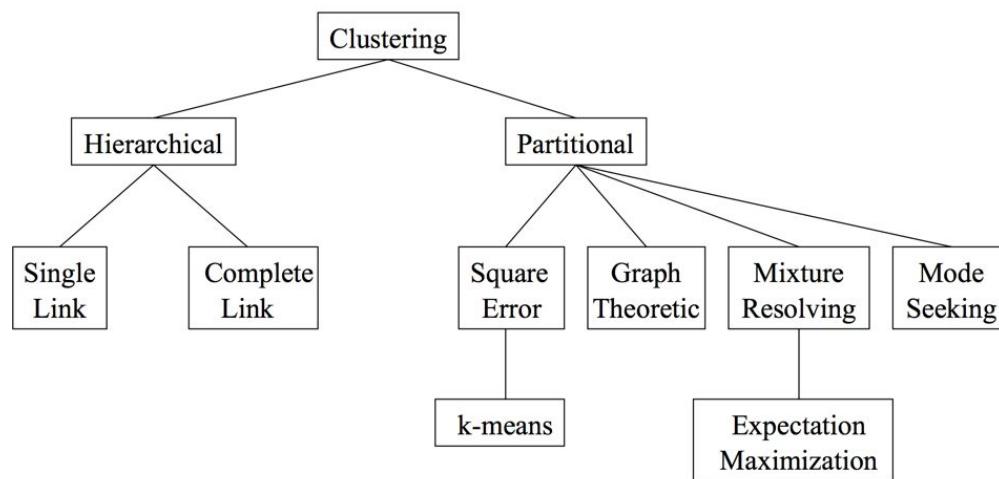 Clustering
Hierarchical
Partitional
Single
Link
Complete
Link
Square
Error
Graph
Theoretic
Mixture
Resolving
Mode
Seeking
k-means
Expectation
Maximization